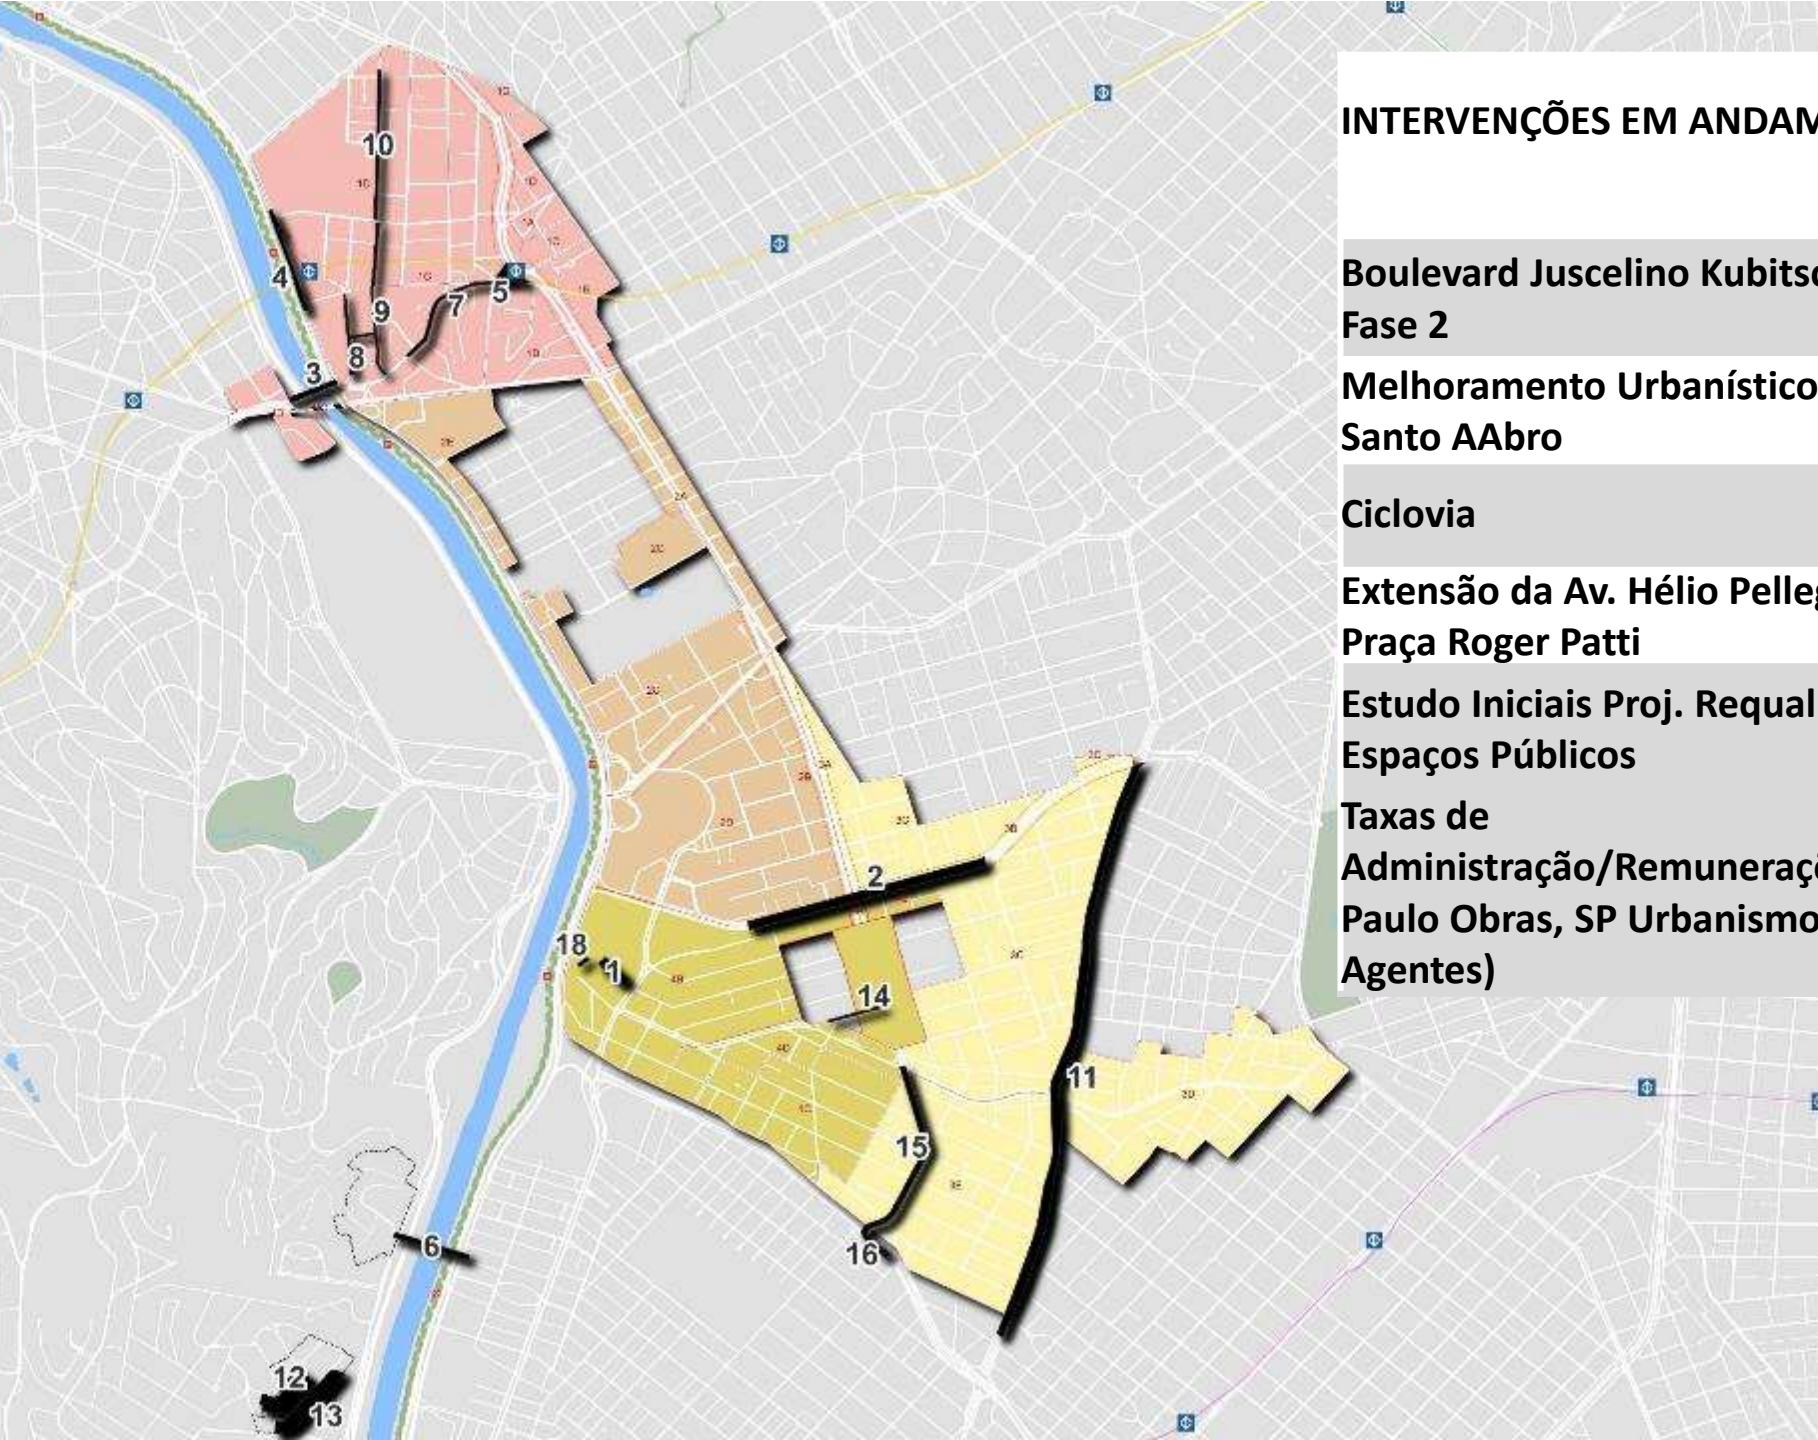 INTERVENÇÕES EM ANDAM
Boulevard Juscelino Kubitsc
Fase 2
Melhoramento Urbanístico
Santo AAbro
Ciclovia
Extensão da Av. Hélio Pelleg
Praça Roger Patti
Estudo Iniciais Proj. Requal
Espaços Públicos
Taxas de
Administração/Remuneraçõ
Paulo Obras, SP Urbanismo
Agentes)
10
4
9
7
5
8
3
2
18
1
14
11
15
16
6
12
13